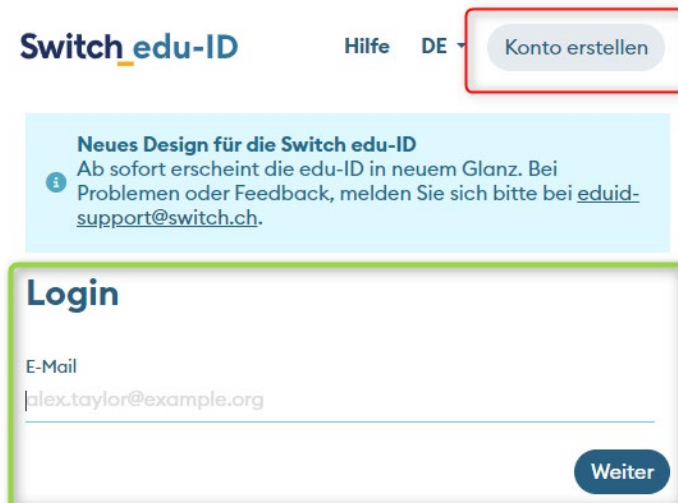 Switch edu-ID
Hilfe DE Konto erstellen
Neues Design für die Switch edu-ID
Ab sofort erscheint die edu-ID in neuem Glanz. Bei
Problemen oder Feedback, melden Sie sich bitte bei eduid-
support@switch.ch.
Login
E-Mail
alex.taylor@example.org
Weiter